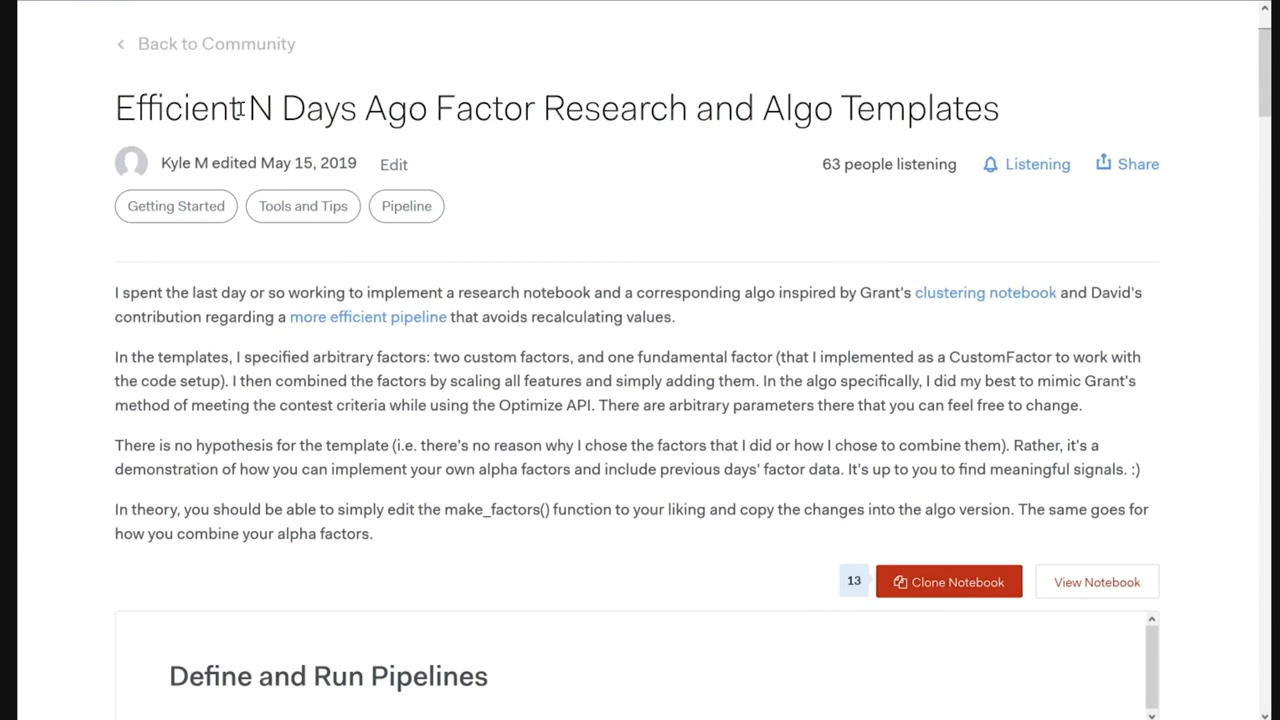 Back to Community
Efficient N Days Ago Factor Research and Algo Templates
Kyle M edited May 15, 2019 Edit 63 people listening Listening Share
Getting Started Tools and Tips Pipeline
I spent the last day or so working to implement a research notebook and a corresponding algo inspired by Grant's clustering notebook and David's
contribution regarding a more efficient pipeline that avoids recalculating values.
In the templates, I specified arbitrary factors: two custom factors, and one fundamental factor (that I implemented as a CustomFactor to work with
the code setup). I then combined the factors by scaling all features and simply adding them. In the algo specifically, I did my best to mimic Grant's
method of meeting the contest criteria while using the Optimize API. There are arbitrary parameters there that you can feel free to change.
There is no hypothesis for the template (i.e. there's no reason why I chose the factors that I did or how I chose to combine them). Rather, it's a
demonstration of how you can implement your own alpha factors and include previous days' factor data. It's up to you to find meaningful signals. :)
In theory, you should be able to simply edit the make_factors() function to your liking and copy the changes into the algo version. The same goes for
how you combine your alpha factors.
13 Clone Notebook View Notebook
Define and Run Pipelines